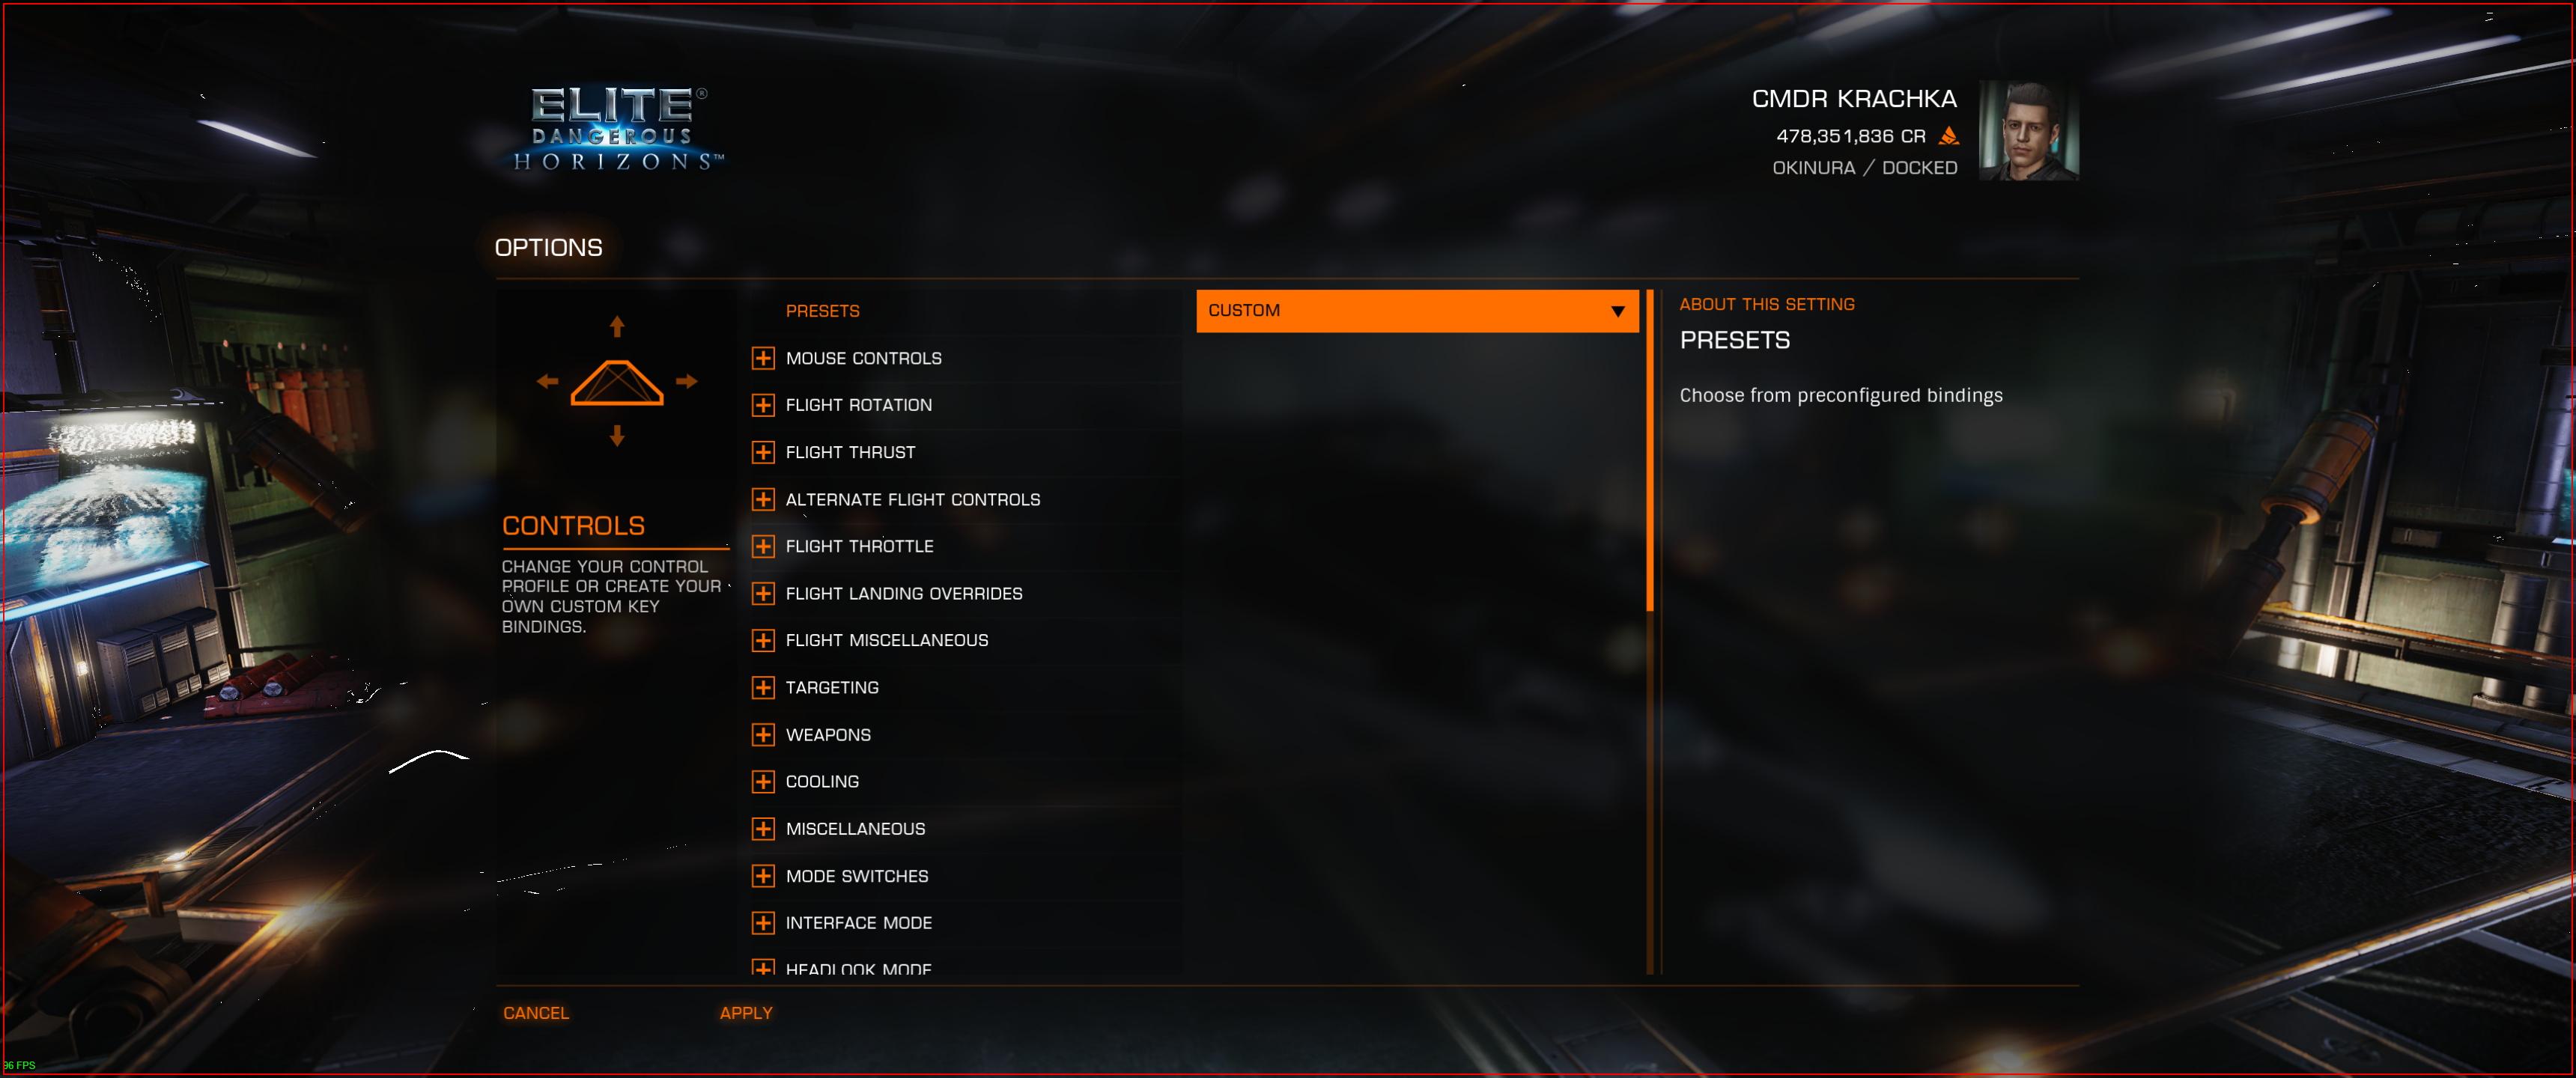 ELITE®
DANGEROUS
HORIZONS™
CMDR KRACHKA
478,351,836 CR
OKINURA / DOCKED
OPTIONS
CONTROLS
CHANGE YOUR CONTROL
PROFILE OR CREATE YOUR
OWN CUSTOM KEY
BINDINGS.
PRESETS
CUSTOM
MOUSE CONTROLS
FLIGHT ROTATION
FLIGHT THRUST
ALTERNATE FLIGHT CONTROLS
FLIGHT THROTTLE
FLIGHT LANDING OVERRIDES
FLIGHT MISCELLANEOUS
TARGETING
WEAPONS
COOLING
MISCELLANEOUS
MODE SWITCHES
INTERFACE MODE
HEADLOOK MODE
ABOUT THIS SETTING
PRESETS
Choose from preconfigured bindings
CANCEL
APPLY
96 FPS